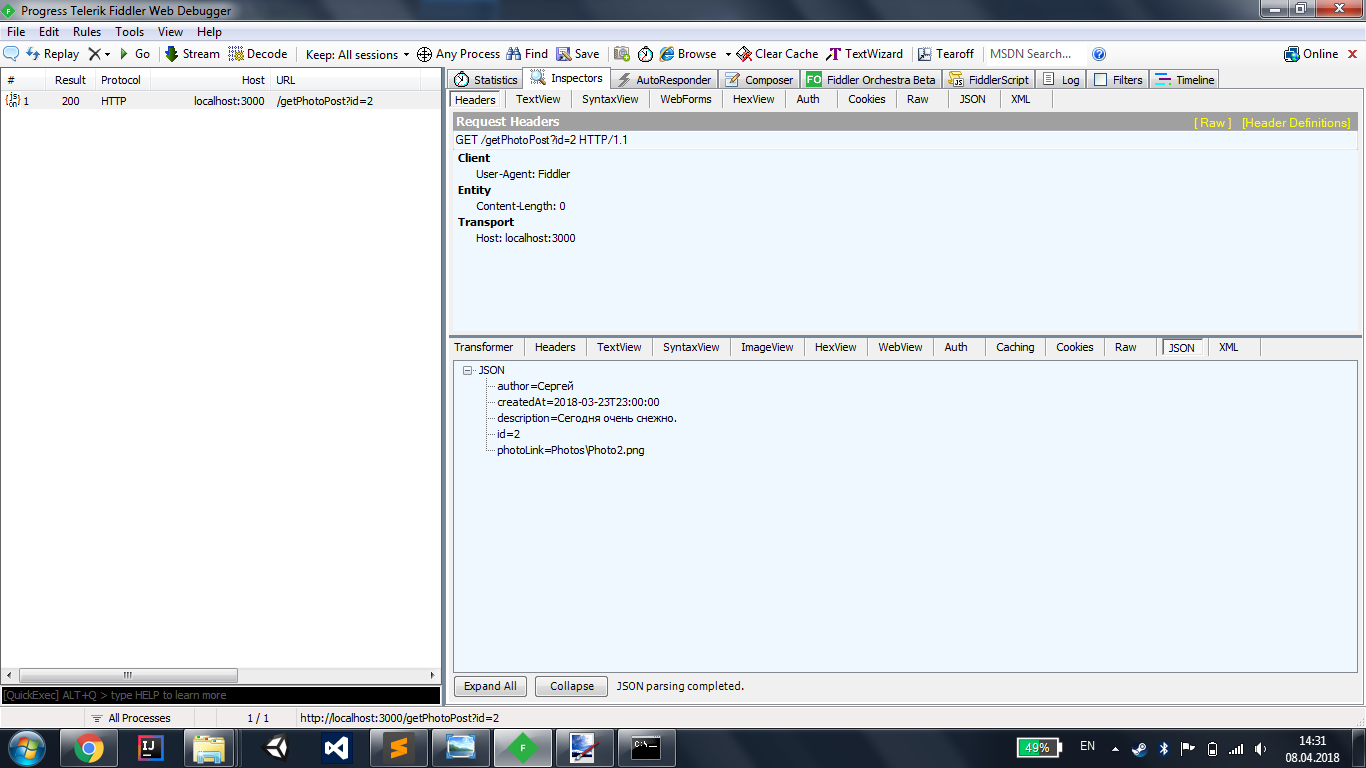 Progress Telerik Fiddler Web Debugger
File Edit Rules Tools View Help
Replay Go Stream Decode Keep: All sessions Any Process Find Save Browse Clear Cache TextWizard Tearoff MSDN Search... Online
# Result Protocol Host URL
1 200 HTTP localhost:3000 /getPhotoPost?id=2
Statistics Inspectors AutoResponder Composer FO Fiddler Orchestra Beta FiddlerScript Log Filters Timeline
Headers TextView SyntaxView WebForms HexView Auth Cookies Raw JSON XML
Request Headers [ Raw ] [Header Definitions]
GET /getPhotoPost?id=2 HTTP/1.1
Client
User-Agent: Fiddler
Entity
Content-Length: 0
Transport
Host: localhost:3000
Transformer Headers TextView SyntaxView ImageView HexView WebView Auth Caching Cookies Raw JSON XML
JSON
author=Сергей
createdAt=2018-03-23T23:00:00
description=Сегодня очень снежно.
id=2
photoLink=Photos\Photo2.png
Expand All Collapse JSON parsing completed.
[QuickExec] ALT+Q > type HELP to learn more
All Processes 1 / 1 http://localhost:3000/getPhotoPost?id=2
49% EN 14:31
08.04.2018